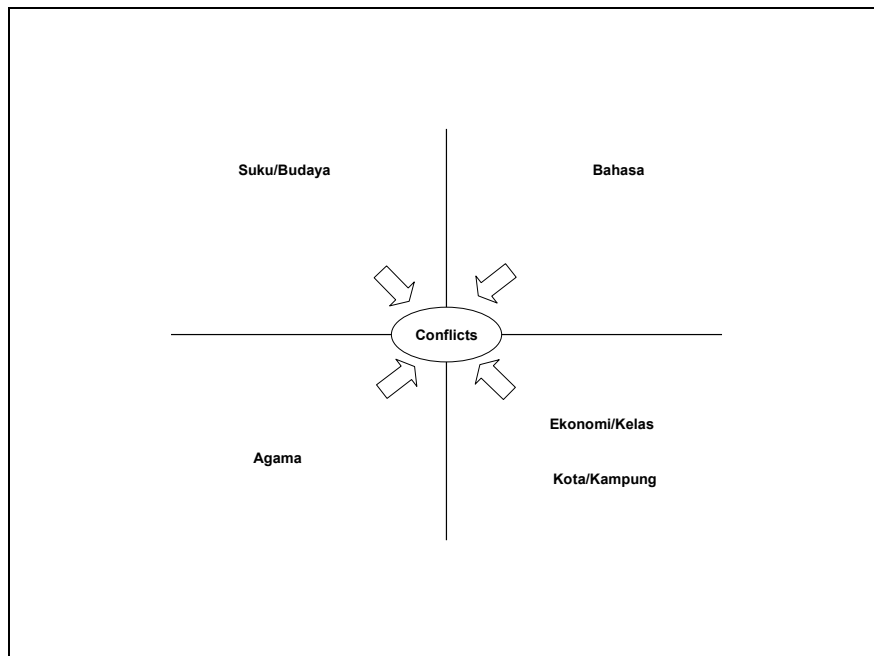 Suku/Budaya
Bahasa
Conflicts
Agama
Ekonomi/Kelas
Kota/Kampung